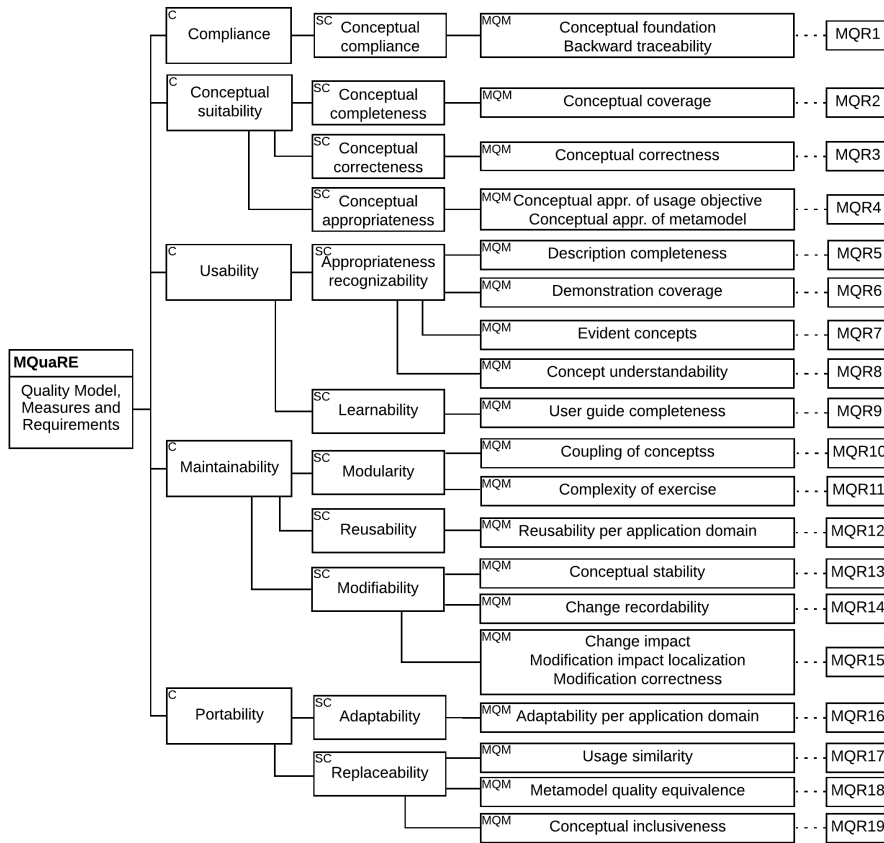 C
Compliance
SC
Conceptual
compliance
MQM
Conceptual foundation
Backward traceability
MQR1
C
Conceptual
suitability
SC
Conceptual
completeness
MQM
Conceptual coverage
MQR2
SC
Conceptual
correcteness
MQM
Conceptual correctness
MQR3
SC
Conceptual
appropriateness
MQM
Conceptual appr. of usage objective
Conceptual appr. of metamodel
MQR4
C
Usability
SC
Appropriateness
recognizability
MQM
Description completeness
MQR5
MQM
Demonstration coverage
MQR6
MQM
Evident concepts
MQR7
MQM
Concept understandability
MQR8
MQuaRE
Quality Model,
Measures and
Requirements
SC
Learnability
MQM
User guide completeness
MQR9
C
Maintainability
SC
Modularity
MQM
Coupling of conceptss
MQR10
MQM
Complexity of exercise
MQR11
SC
Reusability
MQM
Reusability per application domain
MQR12
SC
Modifiability
MQM
Conceptual stability
MQR13
MQM
Change recordability
MQR14
MQM
Change impact
Modification impact localization
Modification correctness
MQR15
C
Portability
SC
Adaptability
MQM
Adaptability per application domain
MQR16
SC
Replaceability
MQM
Usage similarity
MQR17
MQM
Metamodel quality equivalence
MQR18
MQM
Conceptual inclusiveness
MQR19